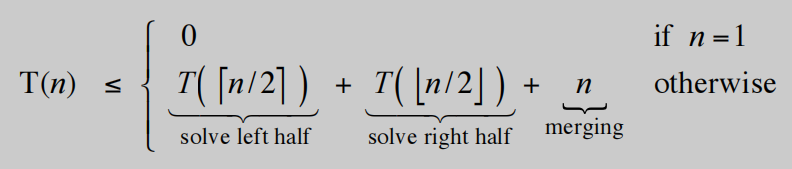 0 if n = 1
T(n) ≤ { T( ⌈n/2⌉ ) + T( ⌊n/2⌋ ) + n otherwise
solve left half solve right half merging